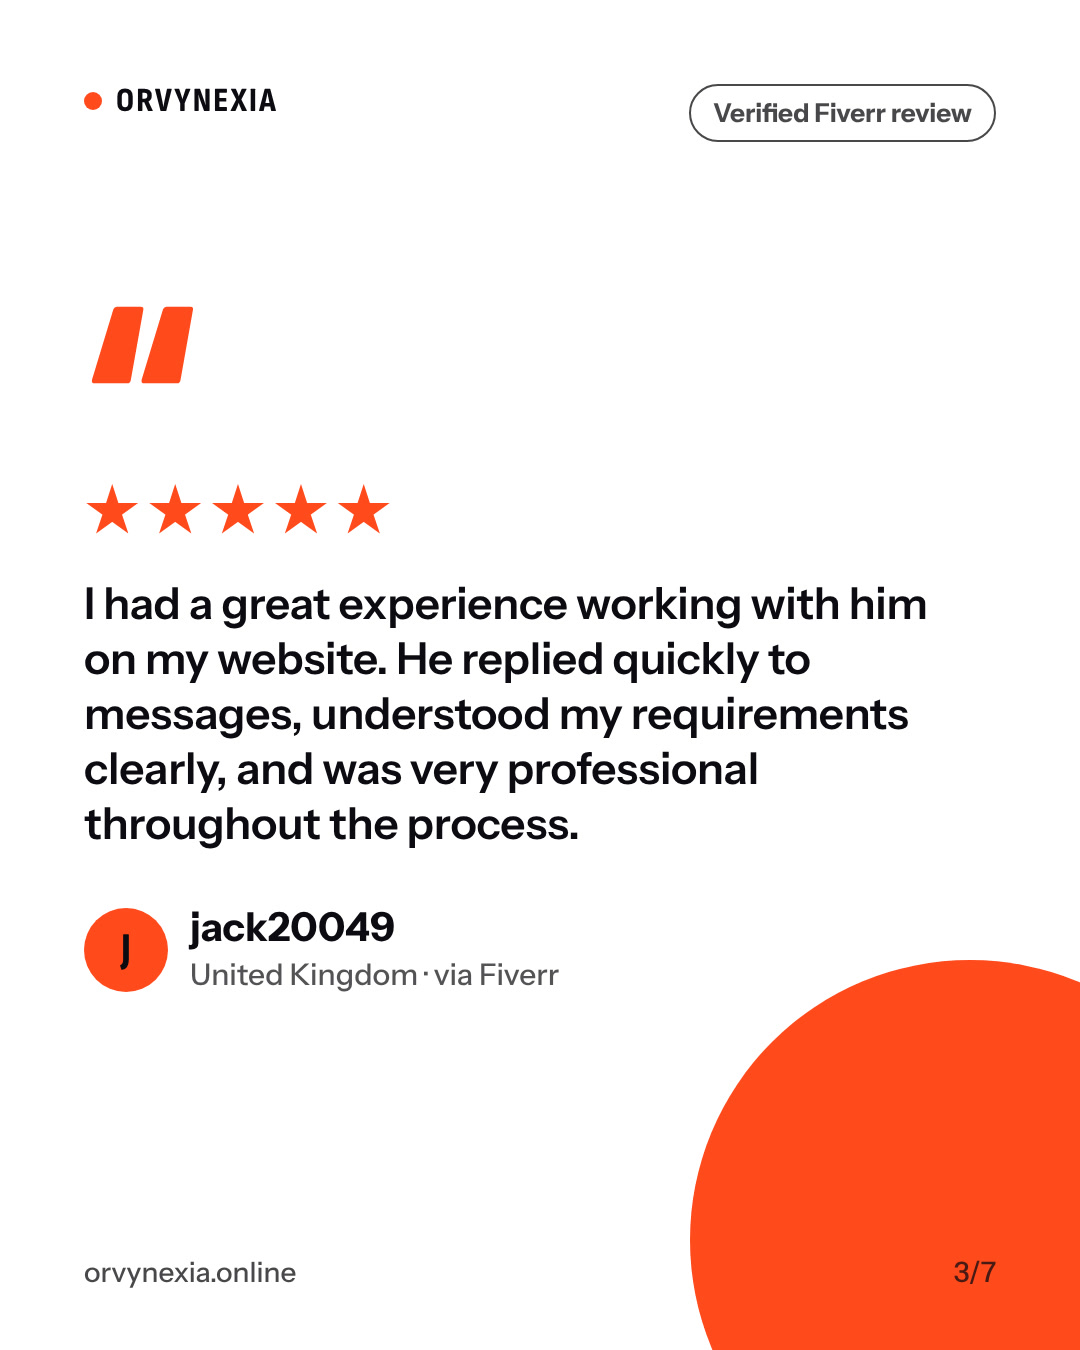 ORVYNEXIA
Verified Fiverr review
"
★★★★★
I had a great experience working with him
on my website. He replied quickly to
messages, understood my requirements
clearly, and was very professional
throughout the process.
J
jack20049
United Kingdom · via Fiverr
orvynexia.online
3/7